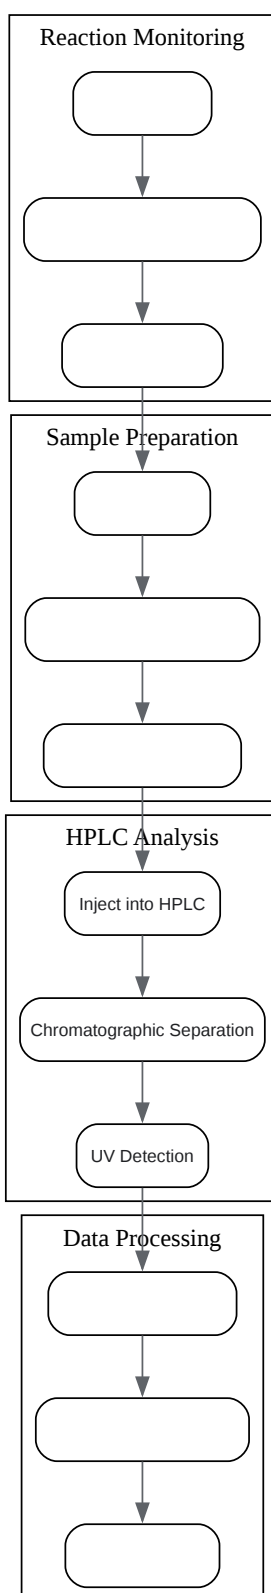 Reaction Monitoring
Sample Preparation
HPLC Analysis
Inject into HPLC
Chromatographic Separation
UV Detection
Data Processing